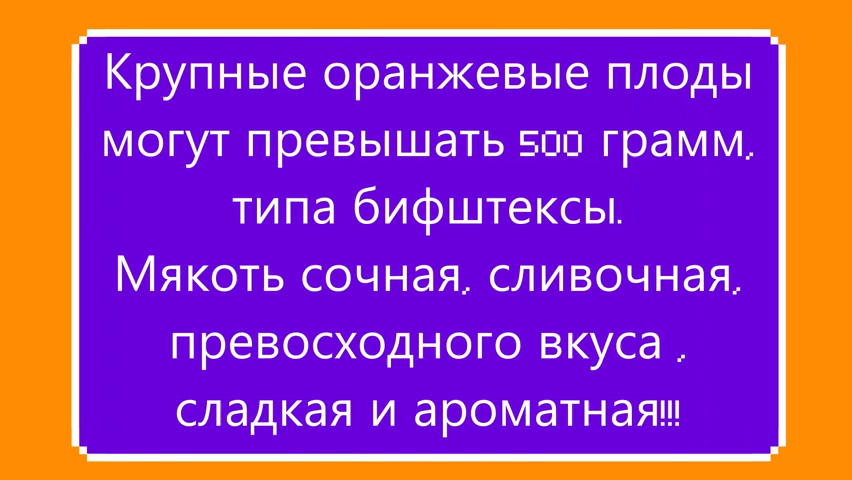 Крупные оранжевые плоды
могут превышать 500 грамм,
типа бифштексы.
Мякоть сочная, сливочная,
превосходного вкуса ,
сладкая и ароматная!!!